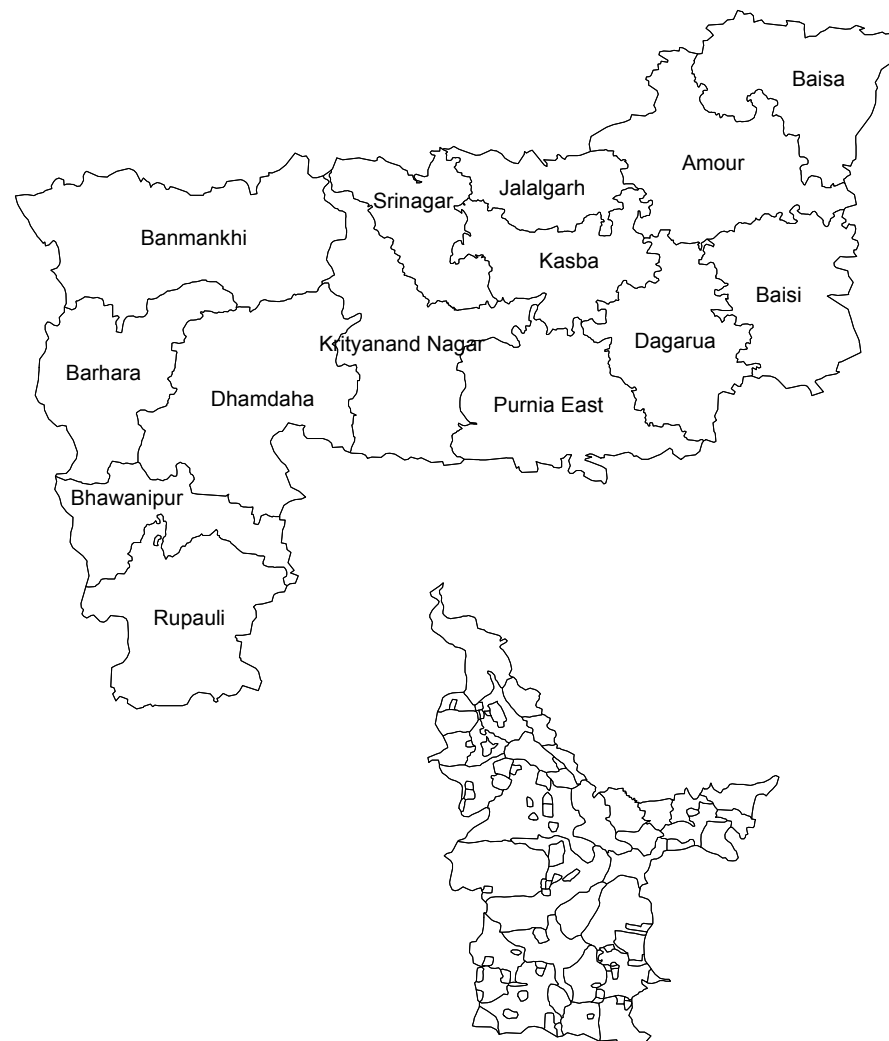 Baisa
Amour
Jalalgarh
Srinagar
Banmankhi
Kasba
Baisi
Krityanand Nagar
Dagarua
Barhara
Dhamdaha
Purnia East
Bhawanipur
Rupauli